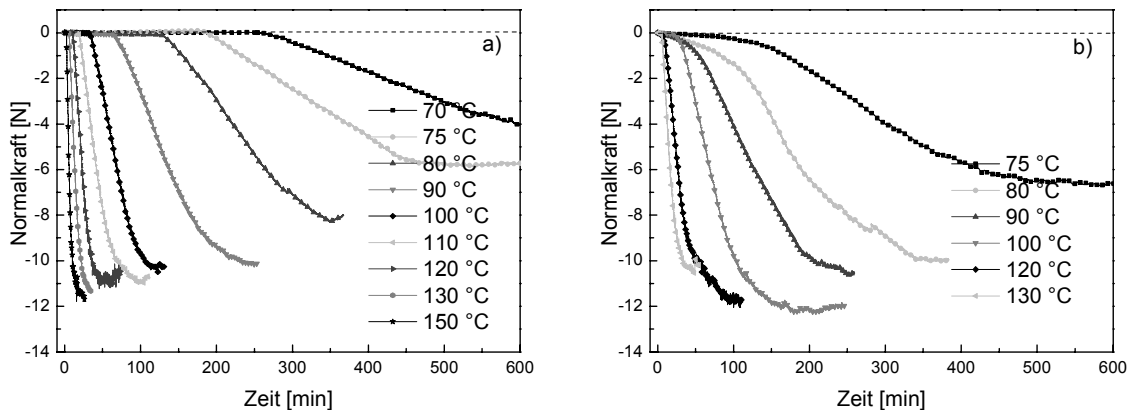 a)
0
-2
-4
-6
-8
-10
-12
-14
Normalkraft [N]
70 °C
75 °C
80 °C
90 °C
100 °C
110 °C
120 °C
130 °C
150 °C
0 100 200 300 400 500 600
Zeit [min]
b)
0
-2
-4
-6
-8
-10
-12
-14
Normalkraft [N]
75 °C
80 °C
90 °C
100 °C
120 °C
130 °C
0 100 200 300 400 500 600
Zeit [min]